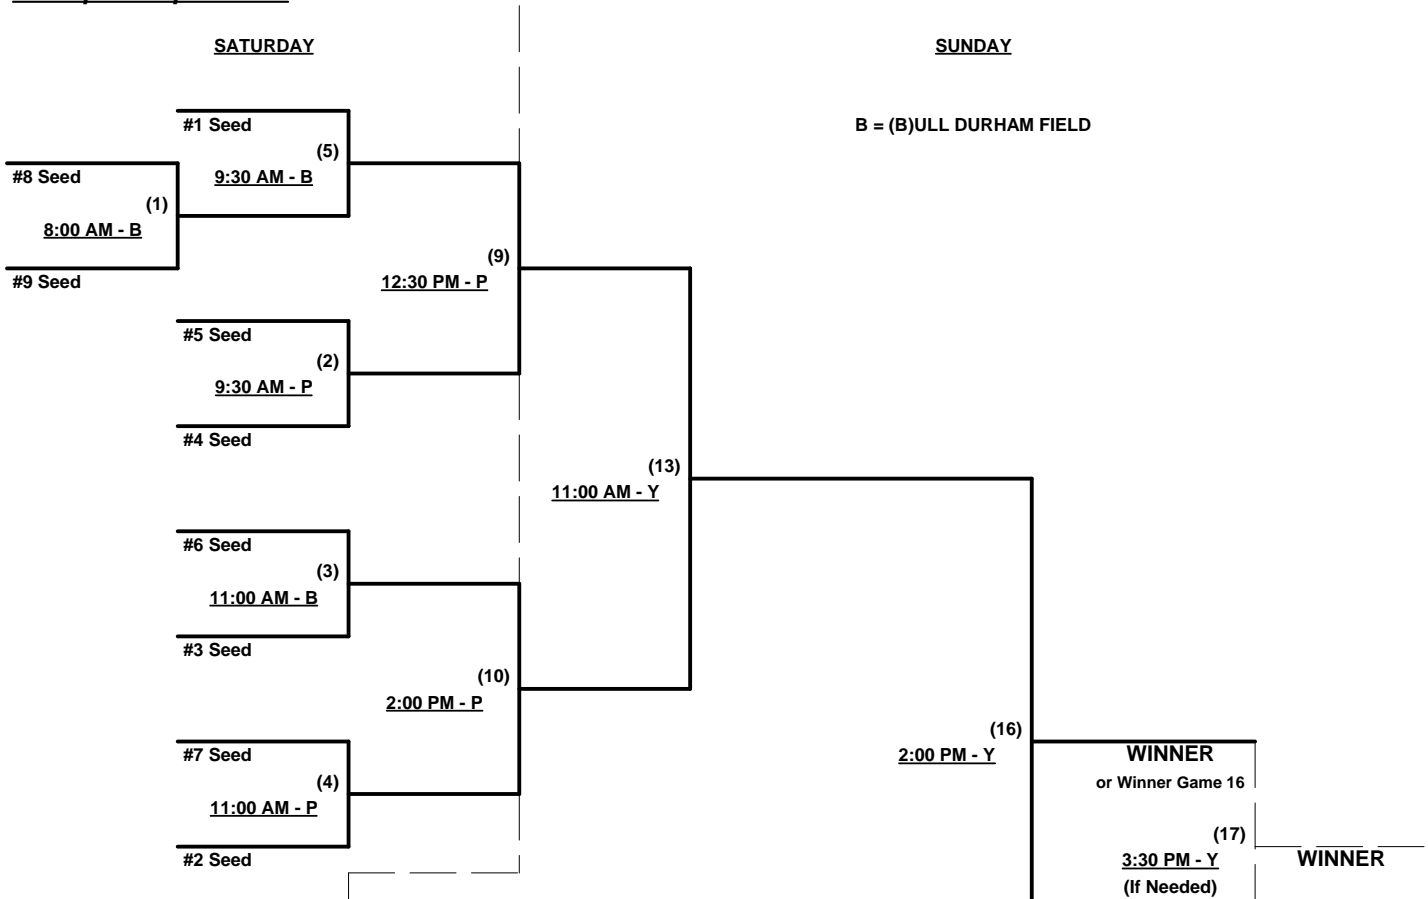 SATURDAY
SUNDAY
#1 Seed
B = (B)ULL DURHAM FIELD
(5)
#8 Seed
9:30 AM - B
(1)
8:00 AM - B
(9)
#9 Seed
12:30 PM - P
#5 Seed
(2)
9:30 AM - P
#4 Seed
(13)
11:00 AM - Y
#6 Seed
(3)
11:00 AM - B
#3 Seed
(10)
2:00 PM - P
(16)
#7 Seed
2:00 PM - Y
WINNER
(4)
or Winner Game 16
11:00 AM - P
(17)
#2 Seed
3:30 PM - Y
WINNER
(If Needed)